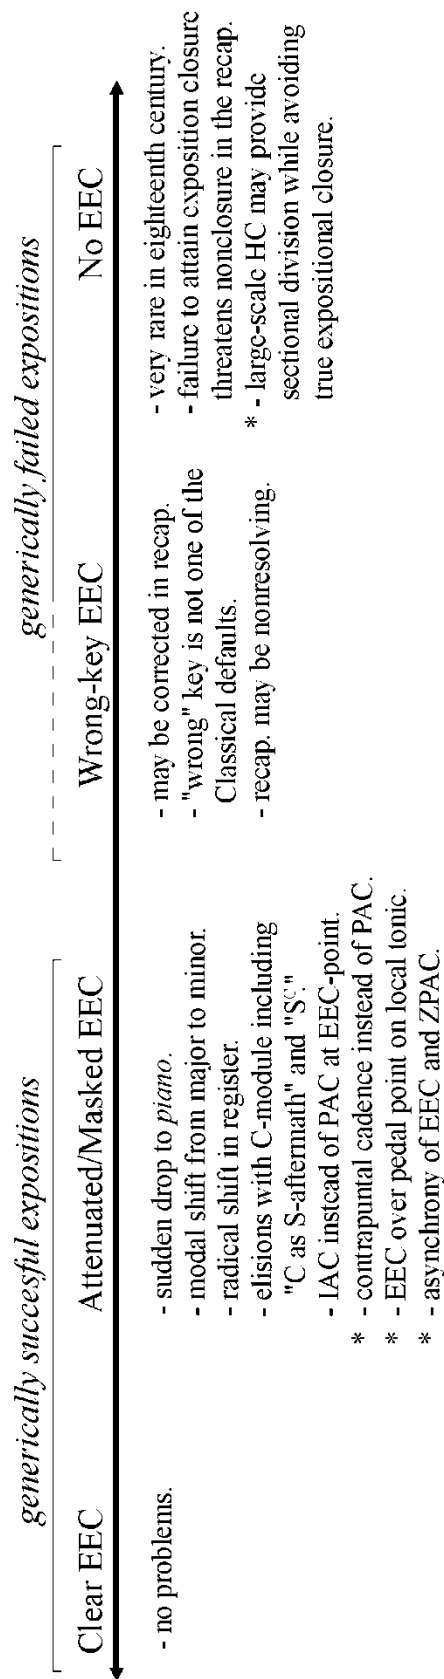 generically succesful expositions
generically failed expositions
Clear EEC
Attenuated/Masked EEC
Wrong-key EEC
No EEC
- no problems.
- sudden drop to piano.
- modal shift from major to minor.
- radical shift in register.
- elisions with C-module including
"C as S-aftermath" and "Sᶜ."
- IAC instead of PAC at EEC-point.
* - contrapuntal cadence instead of PAC.
* - EEC over pedal point on local tonic.
* - asynchrony of EEC and ZPAC.
- may be corrected in recap.
- "wrong" key is not one of the
Classical defaults.
- recap. may be nonresolving.
- very rare in eighteenth century.
- failure to attain exposition closure
threatens nonclosure in the recap.
* - large-scale HC may provide
sectional division while avoiding
true expositional closure.